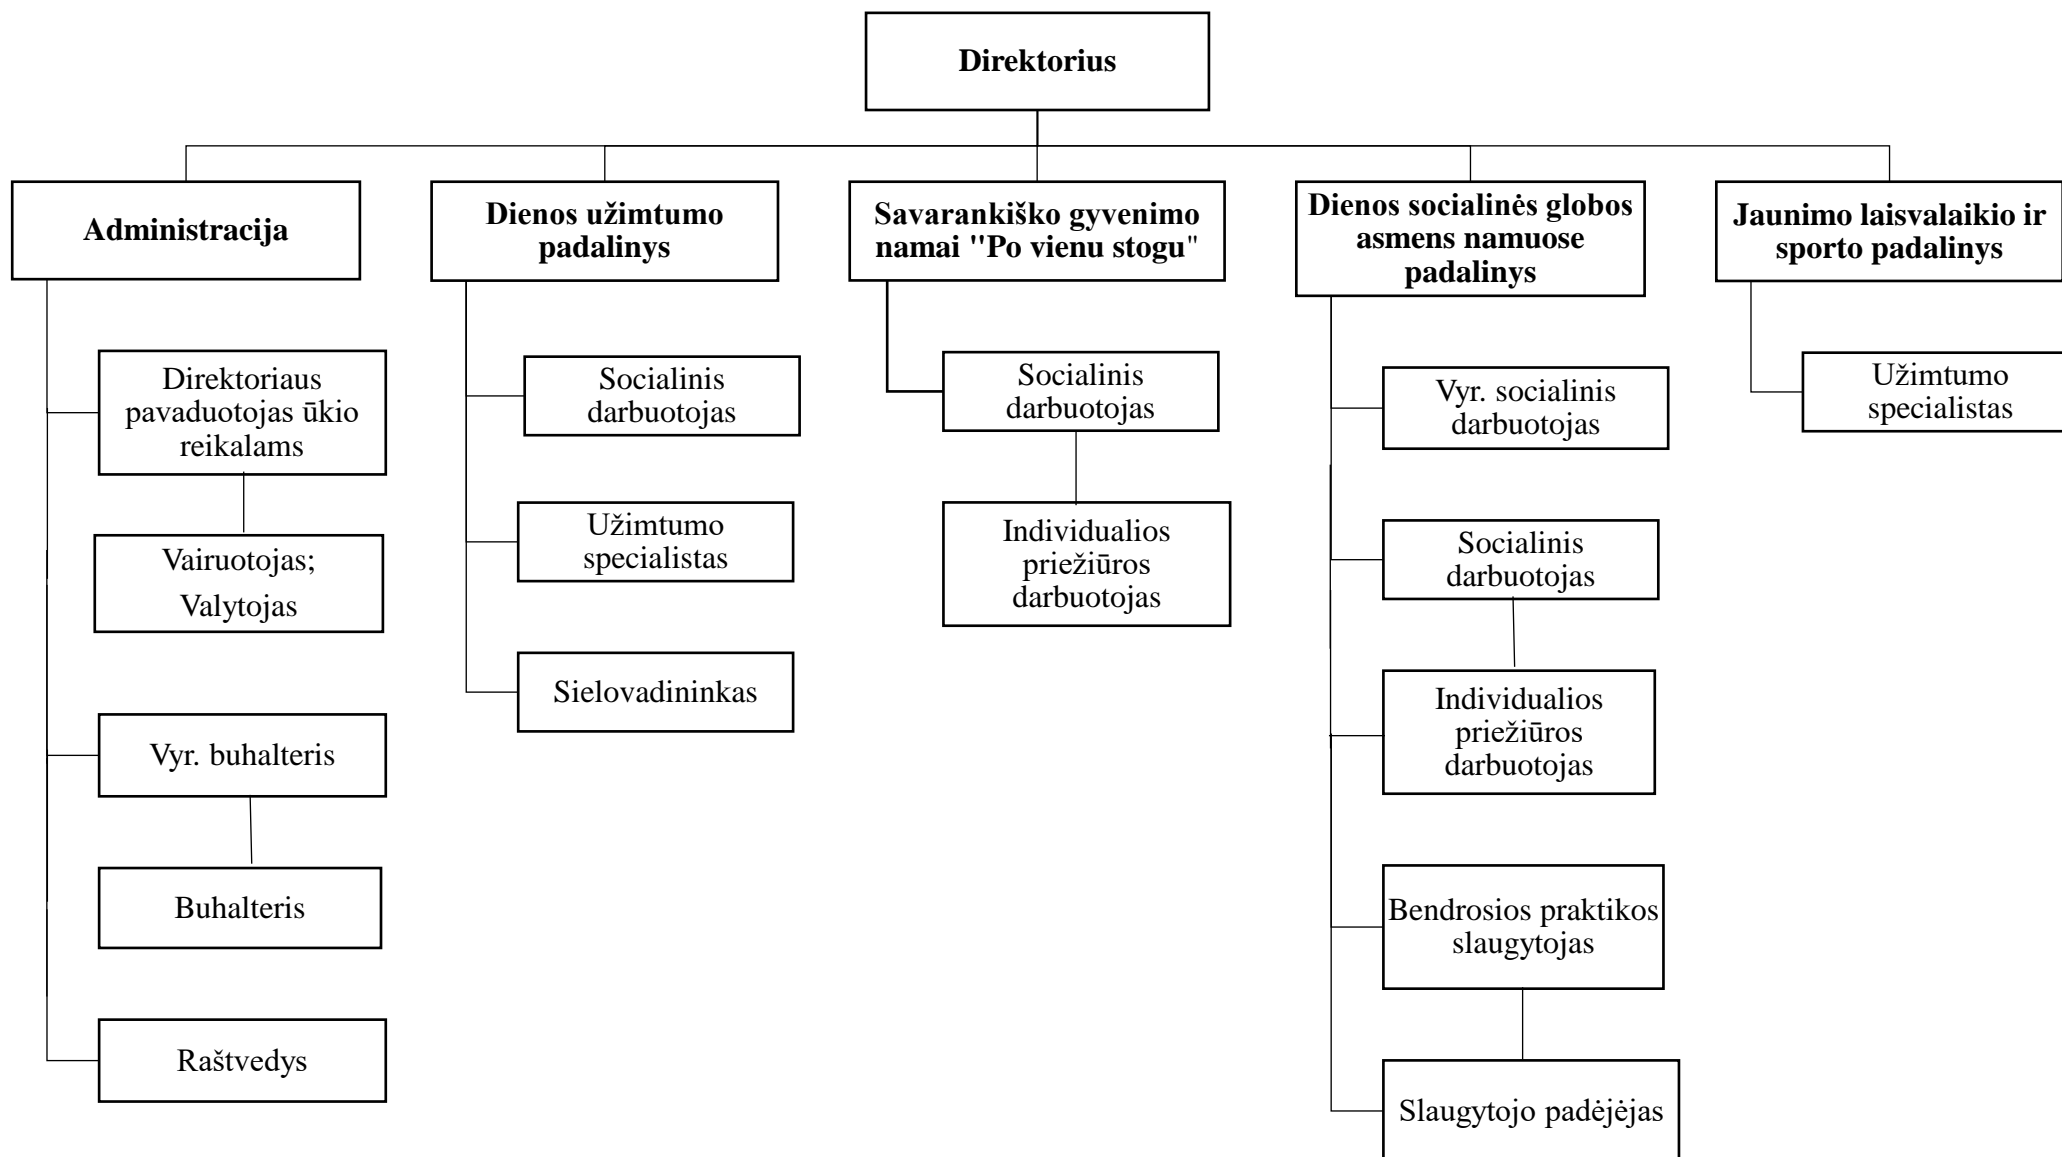 Direktorius
Administracija
Dienos užimtumo
padalinys
Savarankiško gyvenimo
namai "Po vienu stogu"
Dienos socialinės globos
asmens namuose
padalinys
Jaunimo laisvalaikio ir
sporto padalinys
Direktoriaus
pavaduotojas ūkio
reikalams
Vairuotojas;
Valytojas
Vyr. buhalteris
Buhalteris
Raštvedys
Socialinis
darbuotojas
Užimtumo
specialistas
Sielovadininkas
Socialinis
darbuotojas
Individualios
priežiūros
darbuotojas
Vyr. socialinis
darbuotojas
Socialinis
darbuotojas
Individualios
priežiūros
darbuotojas
Bendrosios praktikos
slaugytojas
Slaugytojo padėjėjas
Užimtumo
specialistas